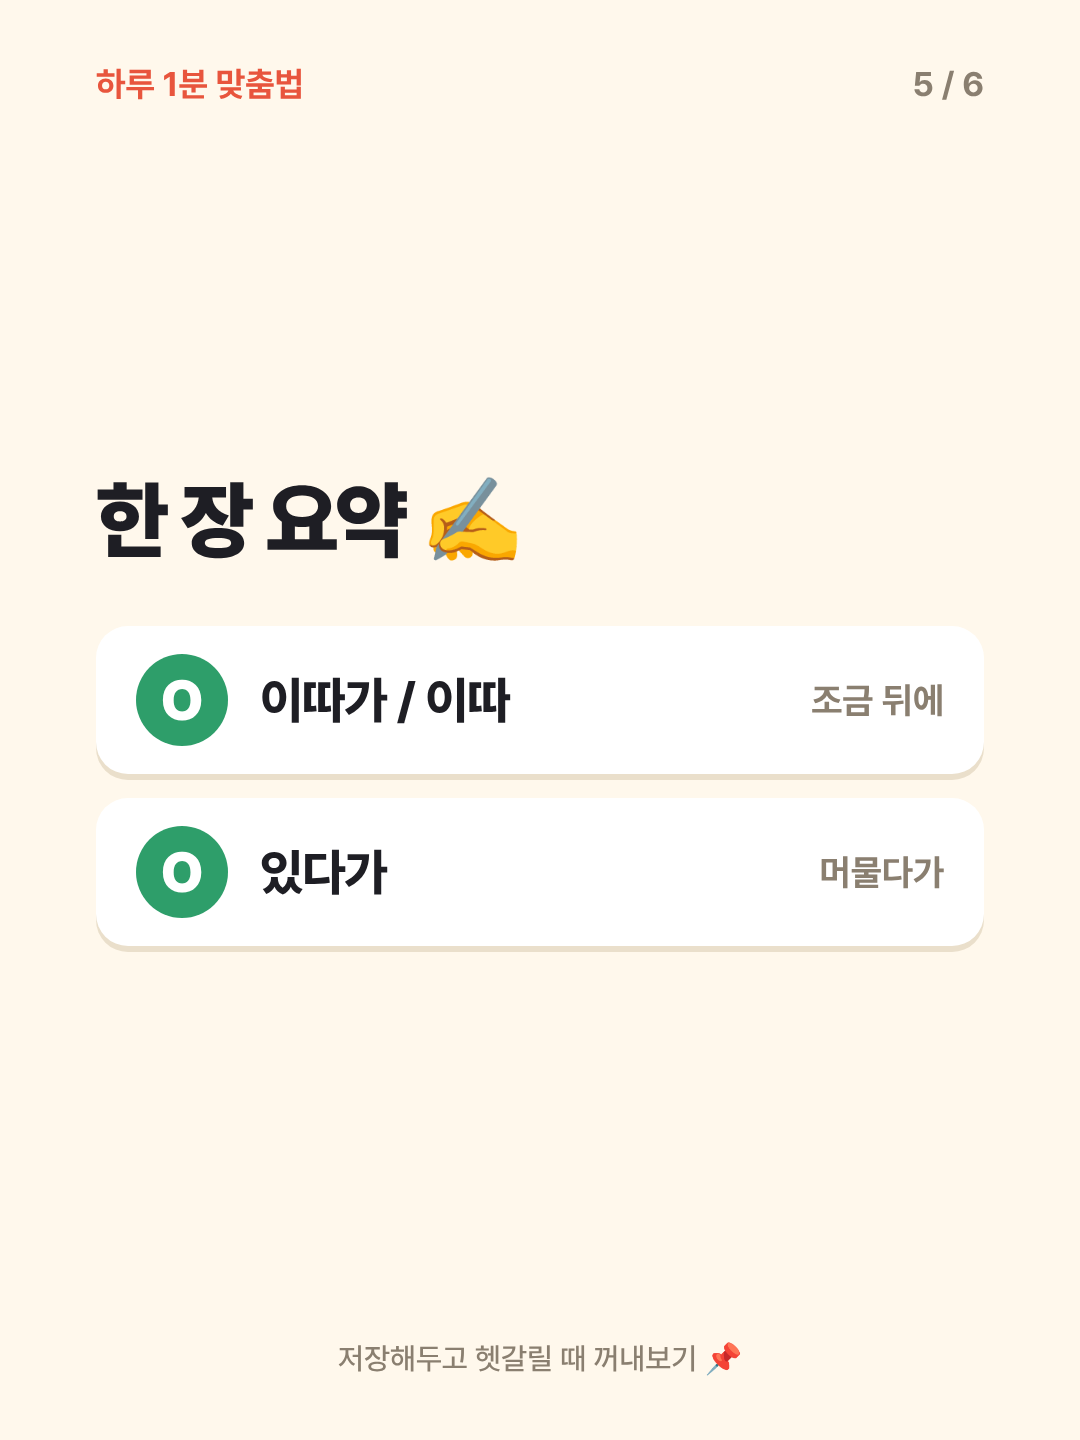 하루 1분 맞춤법
5 / 6
한 장 요약 ✍️
O 이따가 / 이따 조금 뒤에
O 있다가 머물다가
저장해두고 헷갈릴 때 꺼내보기 📌